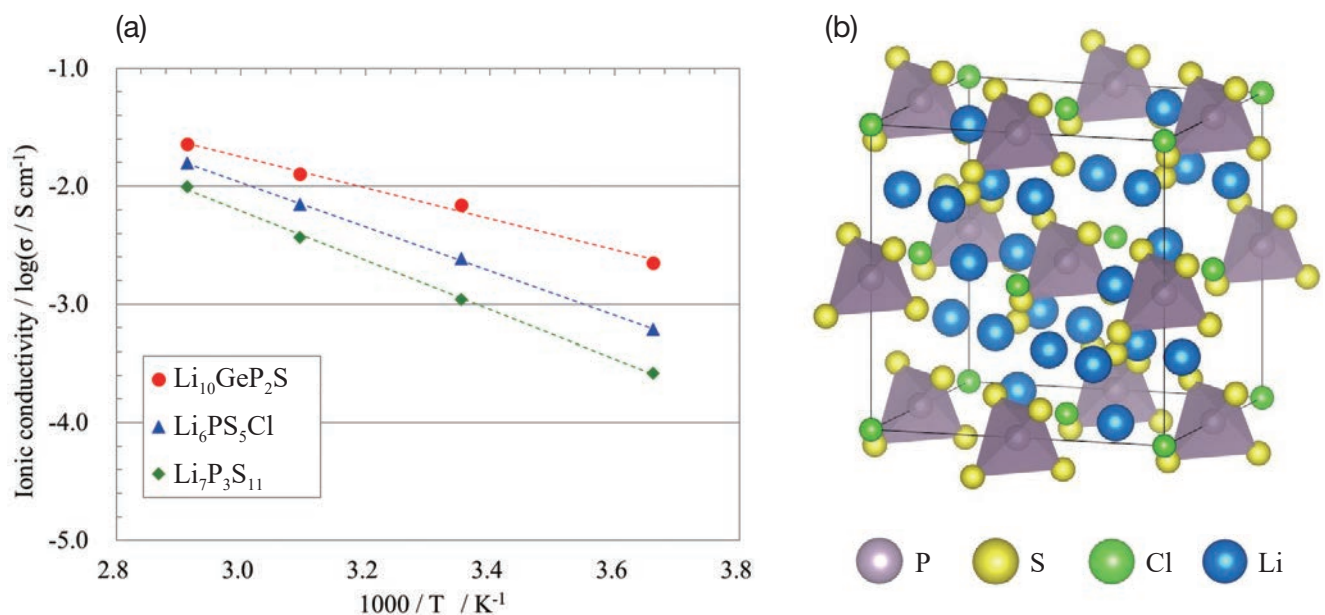 (a)
Ionic conductivity / log(σ / S cm⁻¹)
-1.0
-2.0
-3.0
-4.0
-5.0
Li₁₀GeP₂S
Li₆PS₅Cl
Li₇P₃S₁₁
2.8 3.0 3.2 3.4 3.6 3.8
1000 / T / K⁻¹
(b)
P S Cl Li